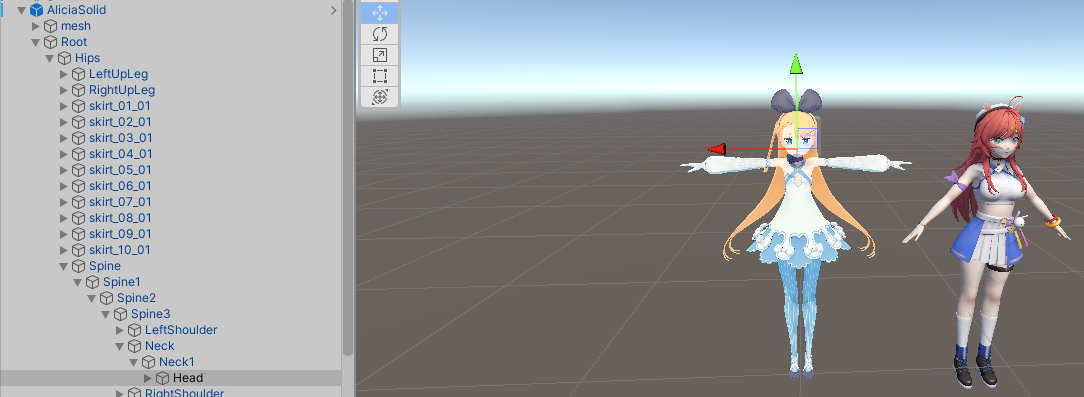 AliciaSolid
mesh
Root
Hips
LeftUpLeg
RightUpLeg
skirt_01_01
skirt_02_01
skirt_03_01
skirt_04_01
skirt_05_01
skirt_06_01
skirt_07_01
skirt_08_01
skirt_09_01
skirt_10_01
Spine
Spine1
Spine2
Spine3
LeftShoulder
Neck
Neck1
Head
RightShoulder